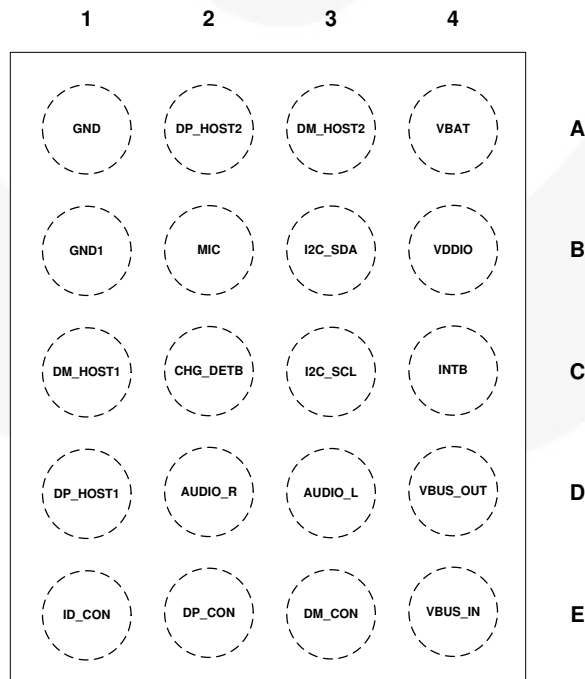 1 2 3 4
GND DP_HOST2 DM_HOST2 VBAT A
GND1 MIC I2C_SDA VDDIO B
DM_HOST1 CHG_DETB I2C_SCL INTB C
DP_HOST1 AUDIO_R AUDIO_L VBUS_OUT D
ID_CON DP_CON DM_CON VBUS_IN E